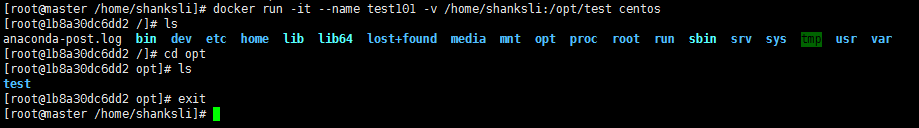 [root@master /home/shanksli]# docker run -it --name test101 -v /home/shanksli:/opt/test centos
[root@1b8a30dc6dd2 /]# ls
anaconda-post.log bin dev etc home lib lib64 lost+found media mnt opt proc root run sbin srv sys tmp usr var
[root@1b8a30dc6dd2 /]# cd opt
[root@1b8a30dc6dd2 opt]# ls
test
[root@1b8a30dc6dd2 opt]# exit
[root@master /home/shanksli]#